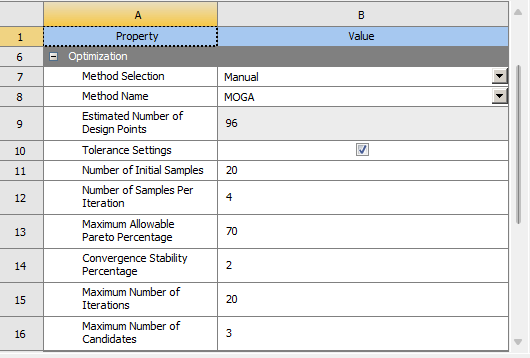 A B
1 Property Value
6 Optimization
7 Method Selection Manual
8 Method Name MOGA
9 Estimated Number of
Design Points 96
10 Tolerance Settings
11 Number of Initial Samples 20
12 Number of Samples Per
Iteration 4
13 Maximum Allowable
Pareto Percentage 70
14 Convergence Stability
Percentage 2
15 Maximum Number of
Iterations 20
16 Maximum Number of
Candidates 3